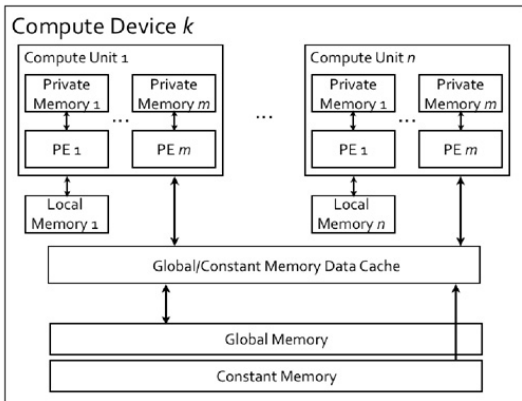 Compute Device k
Compute Unit 1
Private
Memory 1
Private
Memory m
...
PE 1
PE m
Local
Memory 1
...
Compute Unit n
Private
Memory 1
Private
Memory m
...
PE 1
PE m
Local
Memory n
Global/Constant Memory Data Cache
Global Memory
Constant Memory